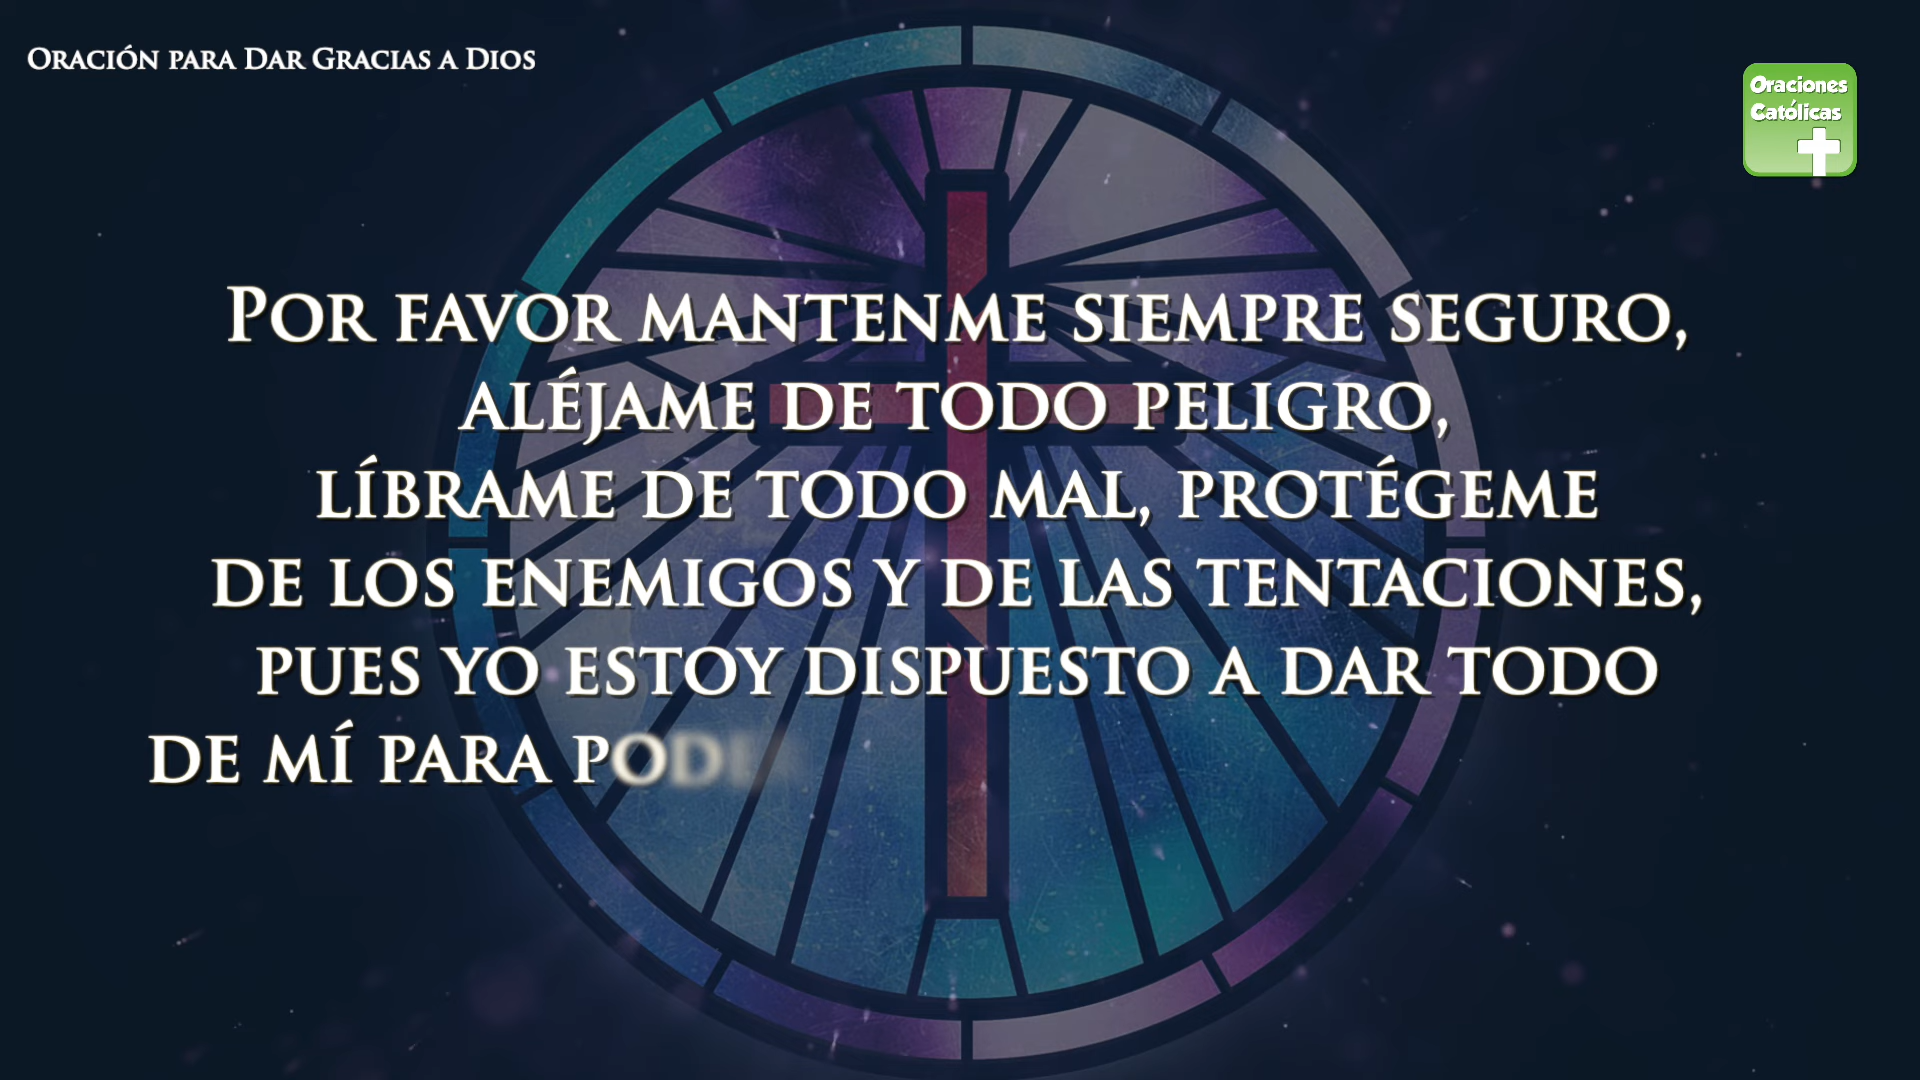 Oración para Dar Gracias a Dios
Oraciones
Católicas
Por favor mantenme siempre seguro,
aléjame de todo peligro,
líbrame de todo mal, protégeme
de los enemigos y de las tentaciones,
pues yo estoy dispuesto a dar todo
de mí para